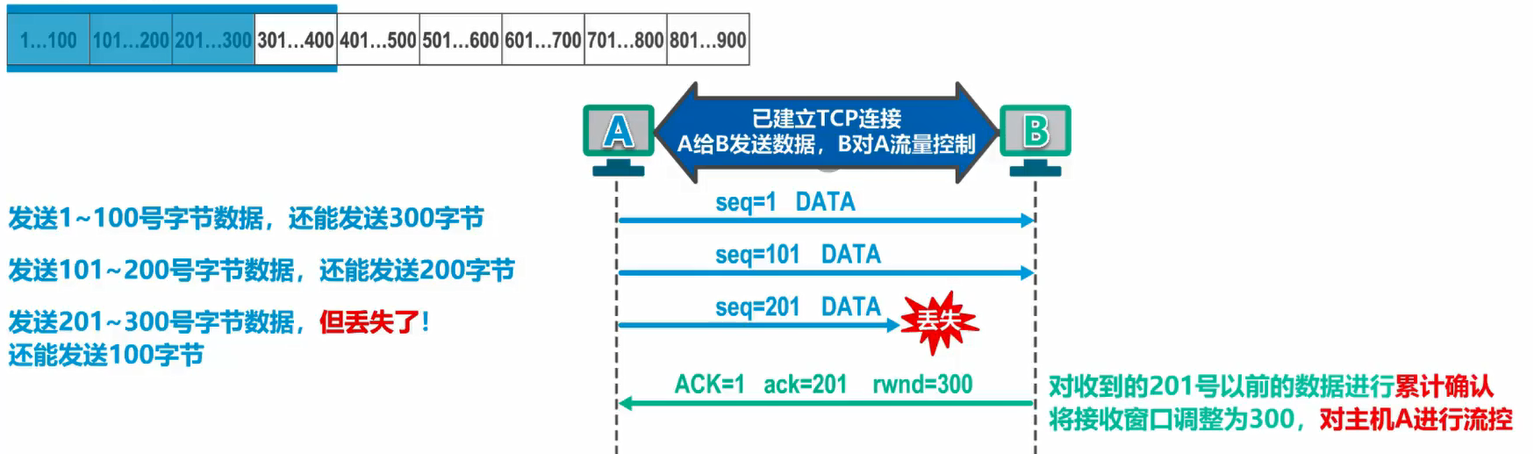 1…100 101…200 201…300 301…400 401…500 501…600 601…700 701…800 801…900
A
已建立TCP连接
A给B发送数据，B对A流量控制
B
发送1~100号字节数据，还能发送300字节
seq=1 DATA
发送101~200号字节数据，还能发送200字节
seq=101 DATA
发送201~300号字节数据，但丢失了！
还能发送100字节
seq=201 DATA
丢失
ACK=1 ack=201 rwnd=300
对收到的201号以前的数据进行累计确认
将接收窗口调整为300，对主机A进行流控